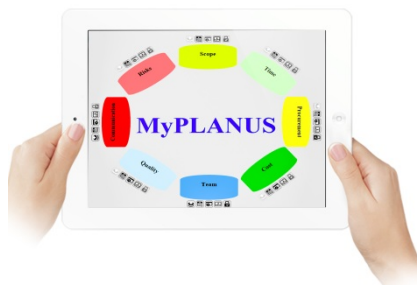 Scope
Time
Procurement
Cost
Team
Quality
Communication
Risks
MyPLANUS